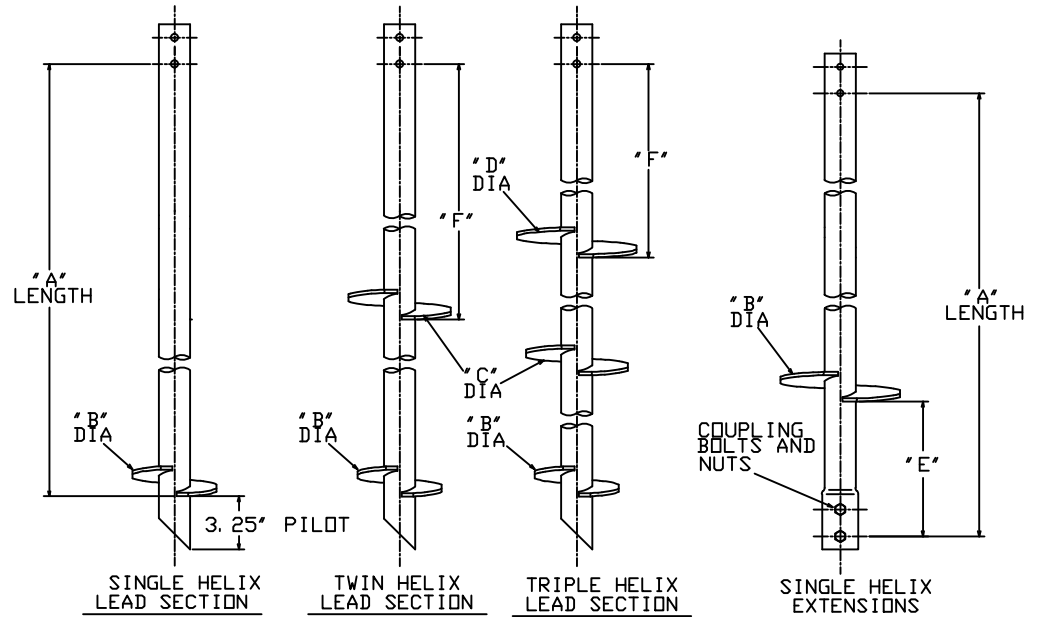 "A"
LENGTH
"B"
DIA
3.25" PILOT
SINGLE HELIX
LEAD SECTION
"F"
"C"
DIA
"B"
DIA
TWIN HELIX
LEAD SECTION
"D"
DIA
"F"
"B"
DIA
TRIPLE HELIX
LEAD SECTION
"B"
DIA
"A"
LENGTH
COUPLING
BOLTS AND
NUTS
"E"
SINGLE HELIX
EXTENSIONS